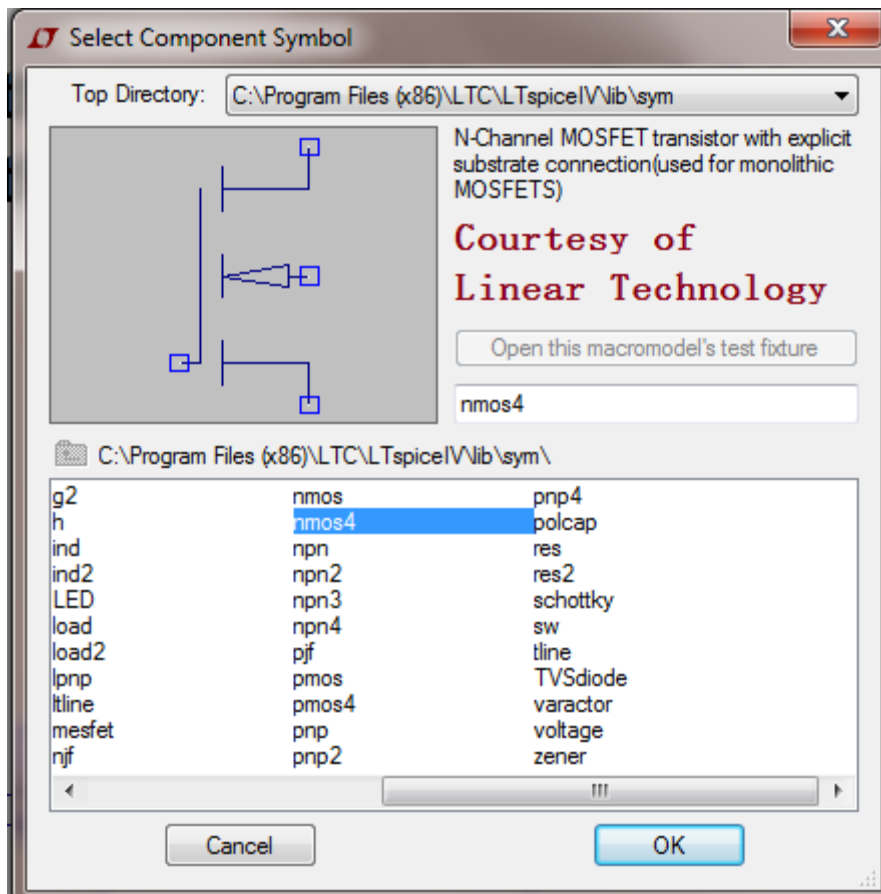 Select Component Symbol
Top Directory: C:\Program Files (x86)\LTC\LTspiceIV\lib\sym
N-Channel MOSFET transistor with explicit
substrate connection(used for monolithic
MOSFETS)
Courtesy of
Linear Technology
Open this macromodel's test fixture
nmos4
C:\Program Files (x86)\LTC\LTspiceIV\lib\sym\
g2 nmos pnp4
h nmos4 polcap
ind npn res
ind2 npn2 res2
LED npn3 schottky
load npn4 sw
load2 pjf tline
lpnp pmos TVSdiode
ltline pmos4 varactor
mesfet pnp voltage
njf pnp2 zener
Cancel OK